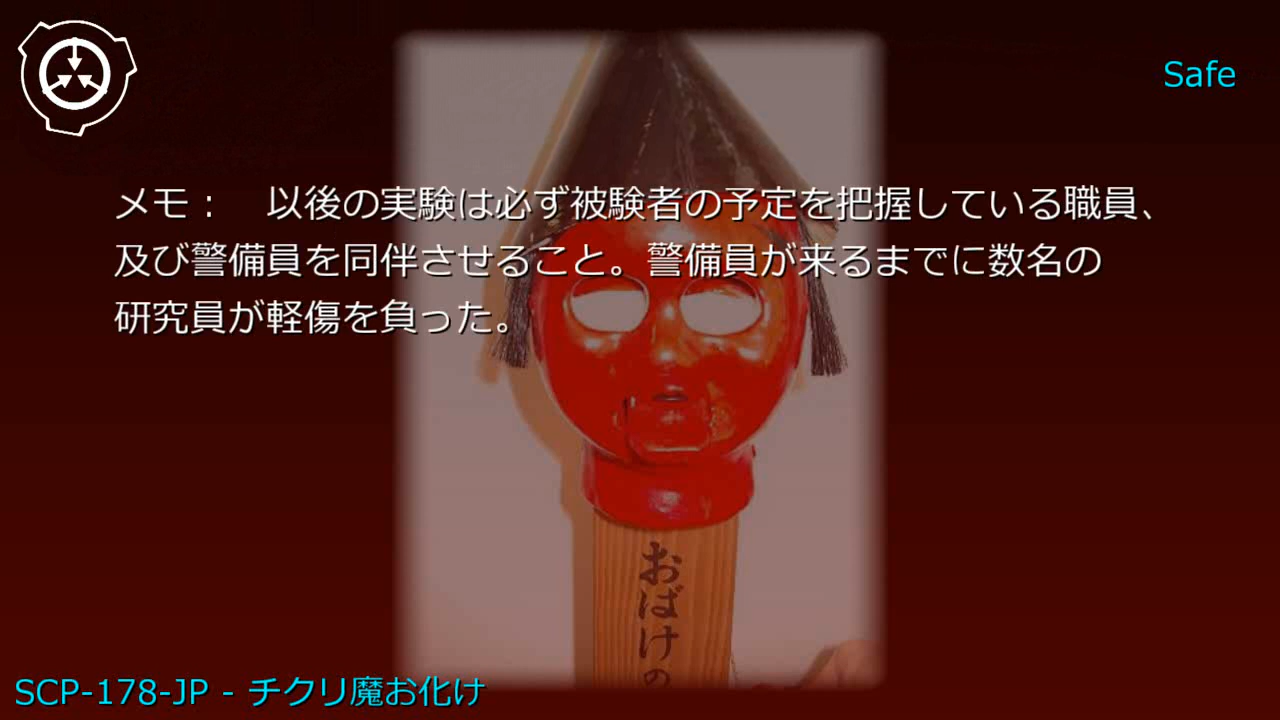 Safe
メモ：　以後の実験は必ず被験者の予定を把握している職員、
及び警備員を同伴させること。警備員が来るまでに数名の
研究員が軽傷を負った。
おばけの
SCP-178-JP - チクリ魔お化け